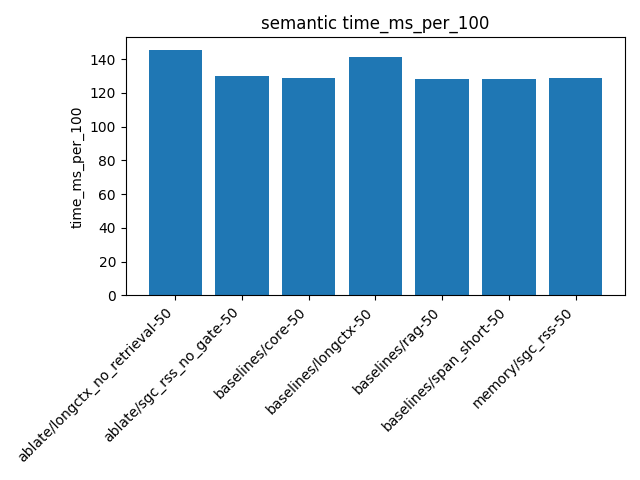 semantic time_ms_per_100
time_ms_per_100
140
120
100
80
60
40
20
0
ablate/longctx_no_retrieval-50
ablate/sgc_rss_no_gate-50
baselines/core-50
baselines/longctx-50
baselines/rag-50
baselines/span_short-50
memory/sgc_rss-50